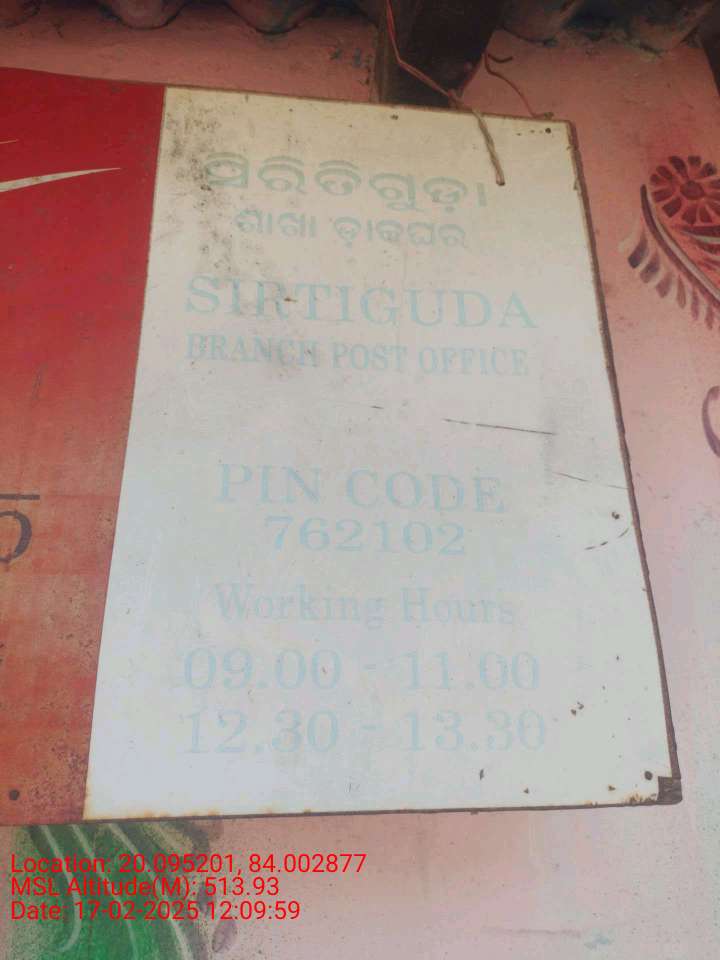 ସିରିତିଗୁଡ଼ା
ଶାଖା ଡ଼ାକଘର
SIRTIGUDA
BRANCH POST OFFICE
PIN CODE
762102
Working Hours
09.00 - 11.00
12.30 - 13.30
Location: 20.095201, 84.002877
MSL Altitude(M): 513.93
Date: 17-02-2025 12:09:59